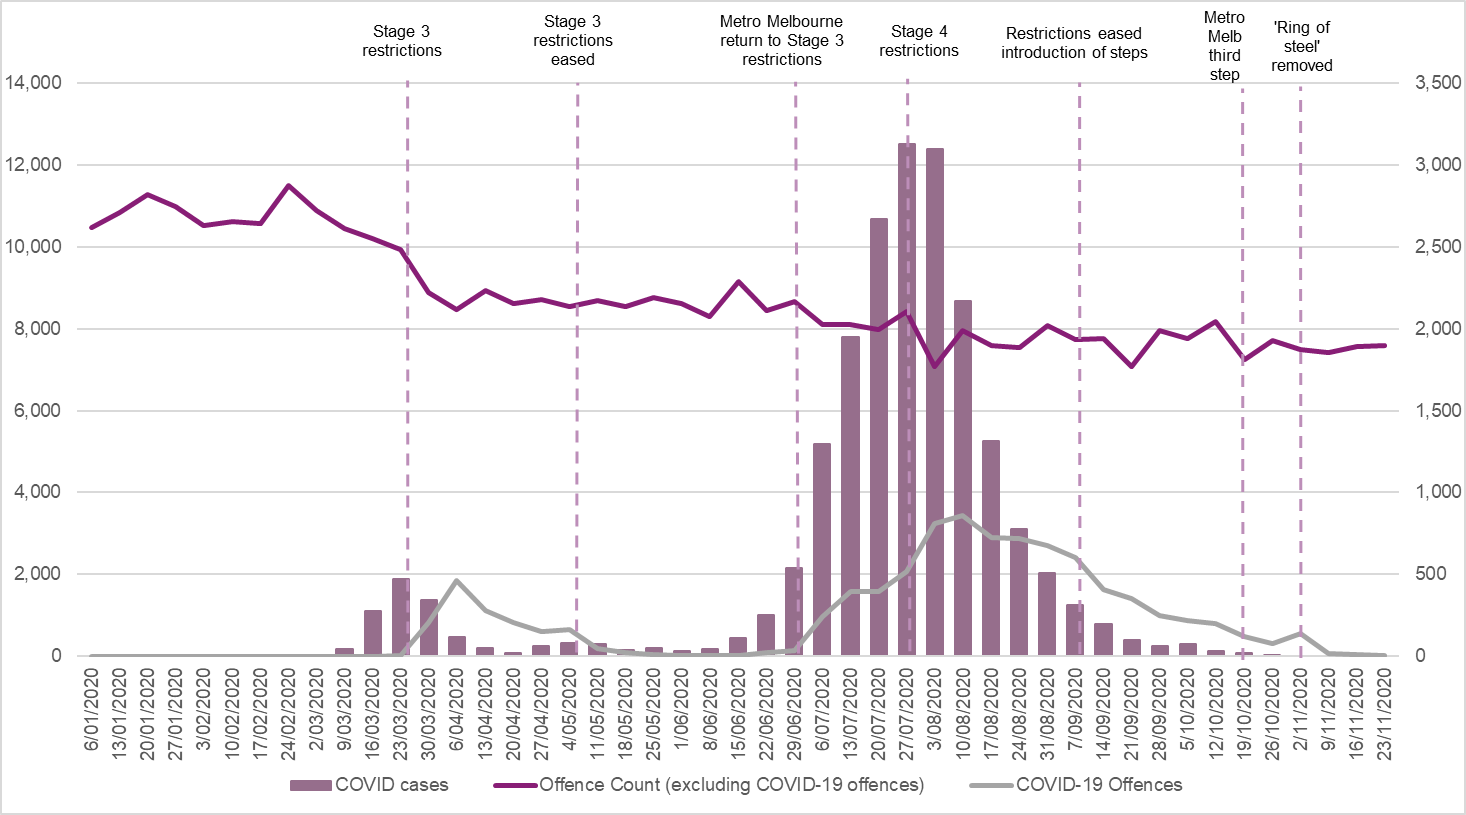 Stage 3
restrictions
Stage 3
restrictions
eased
Metro Melbourne
return to Stage 3
restrictions
Stage 4
restrictions
Restrictions eased
introduction of steps
Metro
Melb
third
step
'Ring of
steel'
removed
14,000
12,000
10,000
8,000
6,000
4,000
2,000
0
3,500
3,000
2,500
2,000
1,500
1,000
500
0
6/01/2020
13/01/2020
20/01/2020
27/01/2020
3/02/2020
10/02/2020
17/02/2020
24/02/2020
2/03/2020
9/03/2020
16/03/2020
23/03/2020
30/03/2020
6/04/2020
13/04/2020
20/04/2020
27/04/2020
4/05/2020
11/05/2020
18/05/2020
25/05/2020
1/06/2020
8/06/2020
15/06/2020
22/06/2020
29/06/2020
6/07/2020
13/07/2020
20/07/2020
27/07/2020
3/08/2020
10/08/2020
17/08/2020
24/08/2020
31/08/2020
7/09/2020
14/09/2020
21/09/2020
28/09/2020
5/10/2020
12/10/2020
19/10/2020
26/10/2020
2/11/2020
9/11/2020
16/11/2020
23/11/2020
COVID cases
Offence Count (excluding COVID-19 offences)
COVID-19 Offences